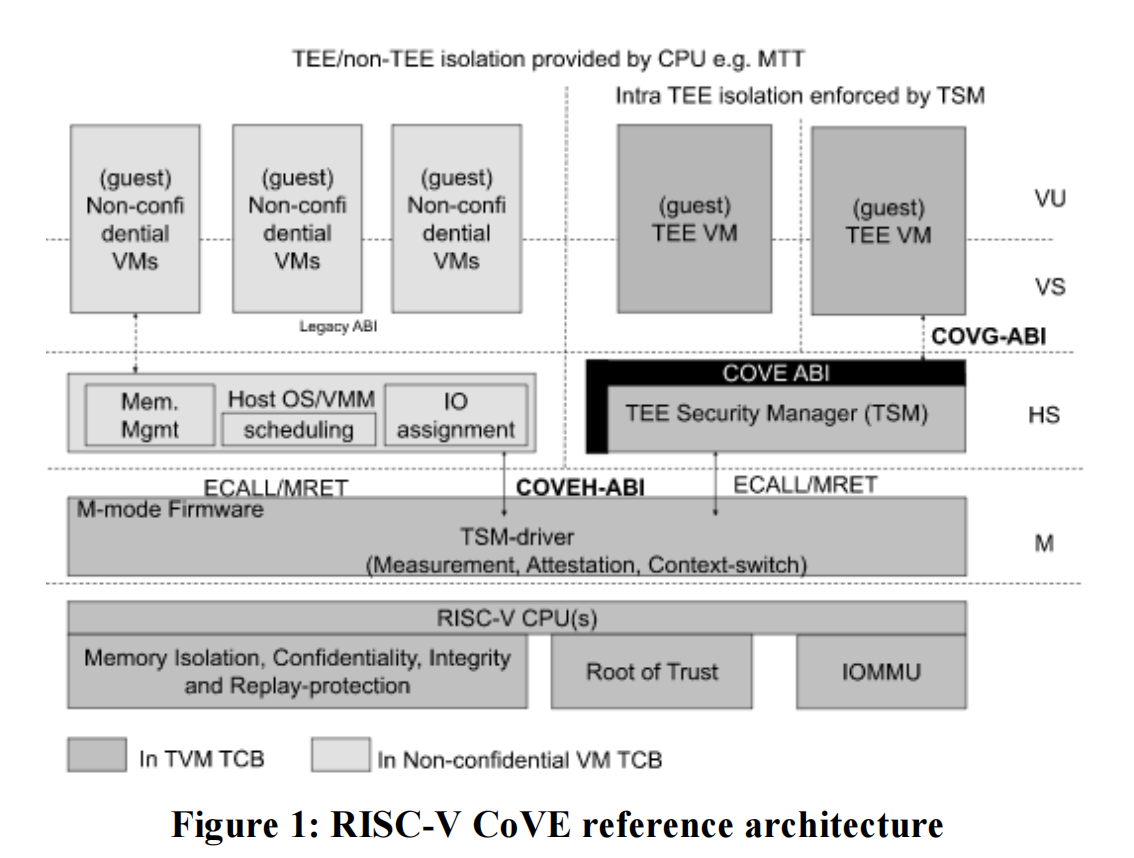 TEE/non-TEE isolation provided by CPU e.g. MTT
Intra TEE isolation enforced by TSM
(guest)
Non-confi
dential
VMs
(guest)
Non-confi
dential
VMs
(guest)
Non-confi
dential
VMs
(guest)
TEE VM
(guest)
TEE VM
VU
VS
Legacy ABI
COVG-ABI
Mem.
Mgmt
Host OS/VMM
scheduling
IO
assignment
COVE ABI
TEE Security Manager (TSM)
HS
ECALL/MRET
COVEH-ABI
ECALL/MRET
M-mode Firmware
TSM-driver
(Measurement, Attestation, Context-switch)
M
RISC-V CPU(s)
Memory Isolation, Confidentiality, Integrity
and Replay-protection
Root of Trust
IOMMU
In TVM TCB
In Non-confidential VM TCB
Figure 1: RISC-V CoVE reference architecture